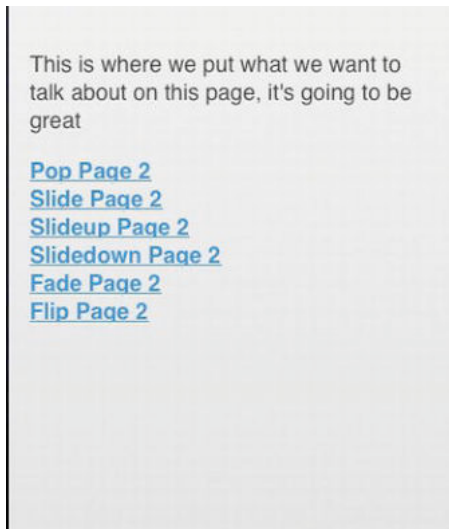 This is where we put what we want to
talk about on this page, it's going to be
great
Pop Page 2
Slide Page 2
Slideup Page 2
Slidedown Page 2
Fade Page 2
Flip Page 2